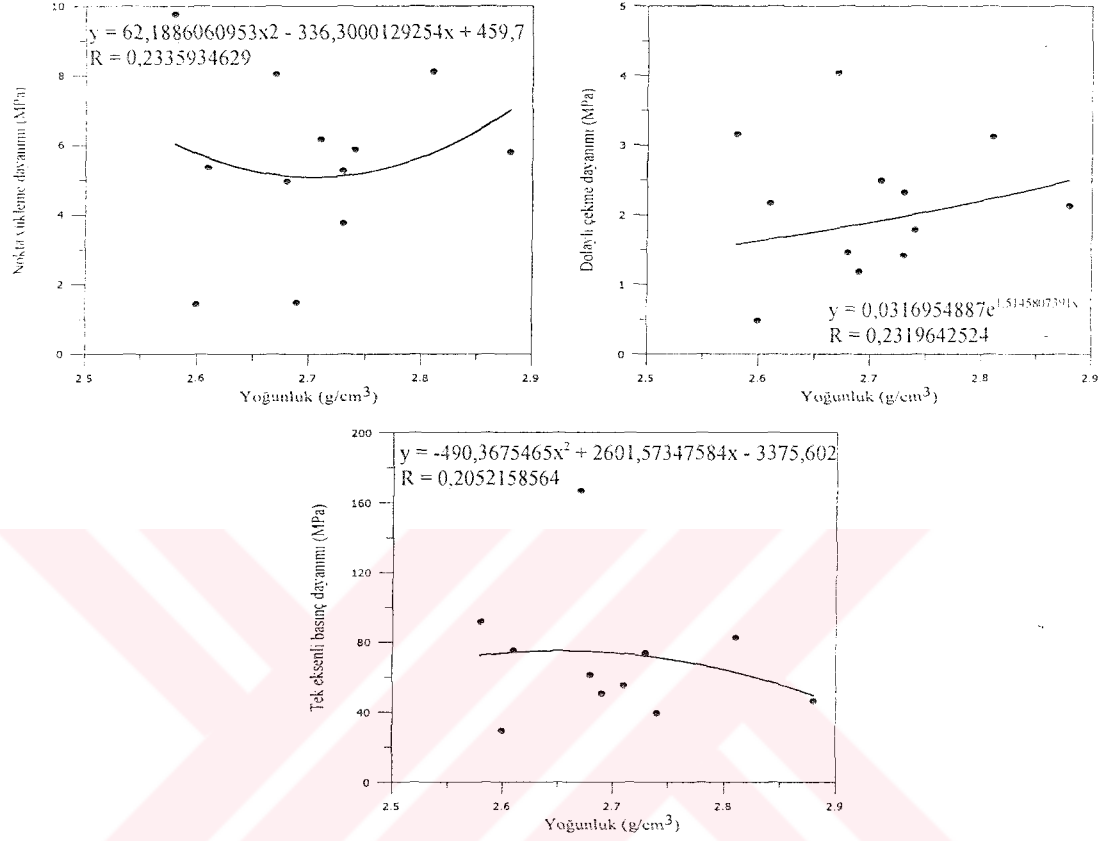 y = 62,1886060953x2 - 336,3000129254x + 459,7
R = 0,2335934629
Nokta yükleme dayanımı (MPa)
10
8
6
4
2
0
2.5
2.6
2.7
2.8
2.9
Yoğunluk (g/cm³)
Dolaylı çekme dayanımı (MPa)
5
4
3
2
1
0
y = 0,0316954887e^1,5145807391x
R = 0,2319642524
2.5
2.6
2.7
2.8
2.9
Yoğunluk (g/cm³)
y = -490,3675465x² + 2601,57347584x - 3375,602
R = 0,2052158564
Tek eksenli basınç dayanımı (MPa)
200
160
120
80
40
0
2.5
2.6
2.7
2.8
2.9
Yoğunluk (g/cm³)